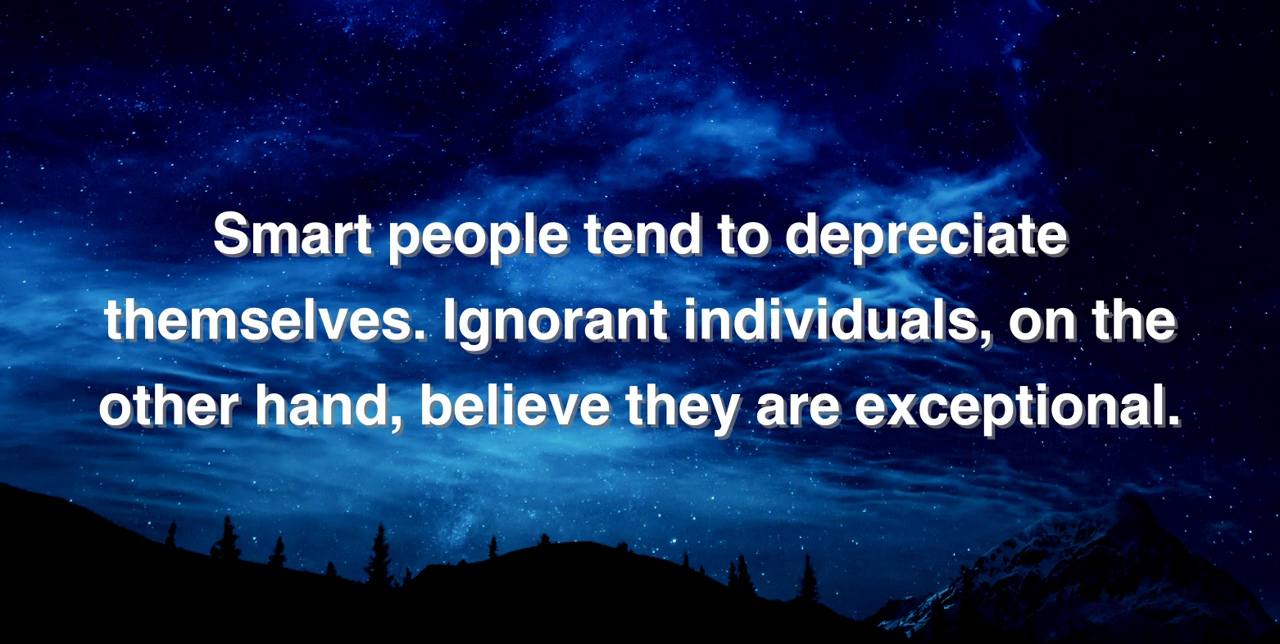 Smart people tend to depreciate
themselves. Ignorant individuals, on the
other hand, believe they are exceptional.